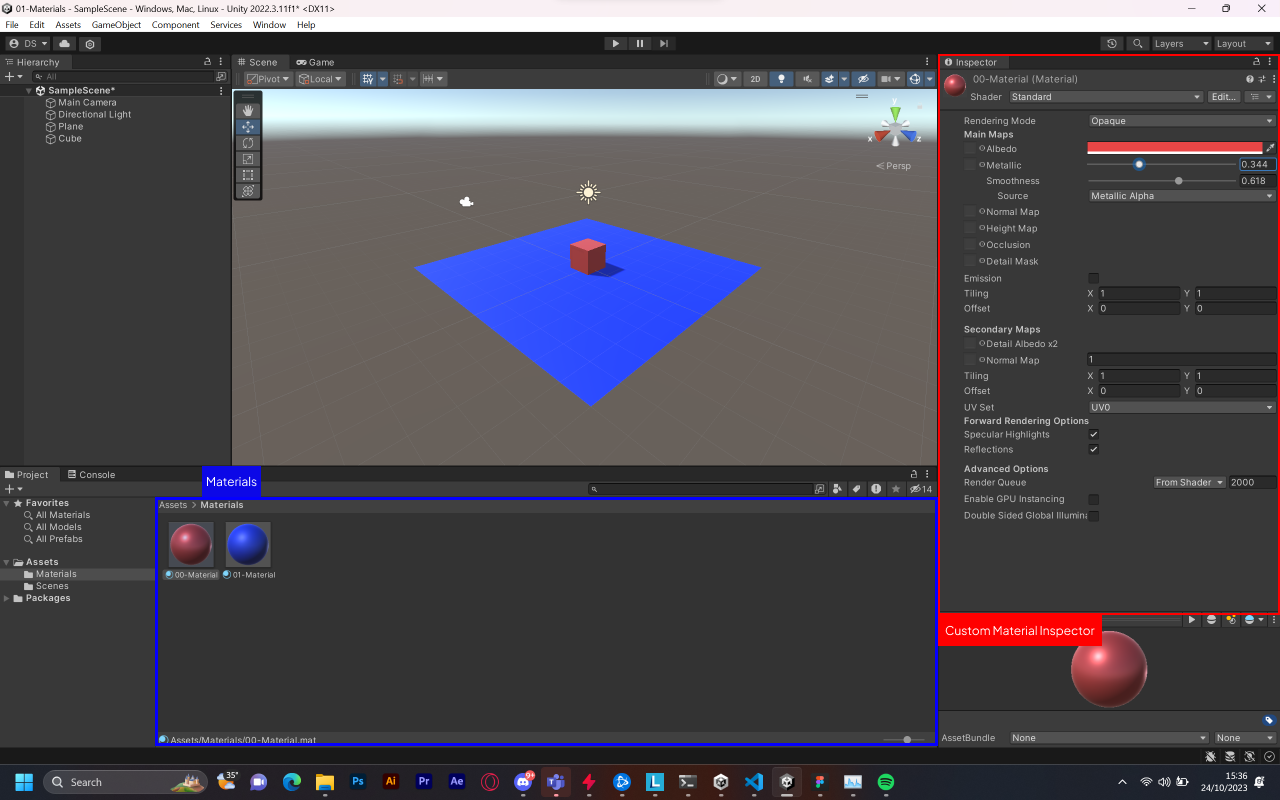 01-Materials - SampleScene - Windows, Mac, Linux - Unity 2022.3.11f1* <DX11>
File Edit Assets GameObject Component Services Window Help
DS Layers Layout
Hierarchy
All
SampleScene*
Main Camera
Directional Light
Plane
Cube
Scene Game
Pivot Local 2D
y
x z
< Persp
Inspector
00-Material (Material)
Shader Standard Edit...
Rendering Mode Opaque
Main Maps
Albedo
Metallic 0.344
Smoothness 0.618
Source Metallic Alpha
Normal Map
Height Map
Occlusion
Detail Mask
Emission
Tiling X 1 Y 1
Offset X 0 Y 0
Secondary Maps
Detail Albedo x2
Normal Map 1
Tiling X 1 Y 1
Offset X 0 Y 0
UV Set UV0
Forward Rendering Options
Specular Highlights
Reflections
Advanced Options
Render Queue From Shader 2000
Enable GPU Instancing
Double Sided Global Illumina
Custom Material Inspector
AssetBundle None None
Project Console
Materials
14
Favorites
All Materials
All Models
All Prefabs
Assets
Materials
Scenes
Packages
Assets > Materials
00-Material 01-Material
Assets/Materials/00-Material.mat
Search
35°
Ps Ai Pr Ae
9+
L
15:36
24/10/2023